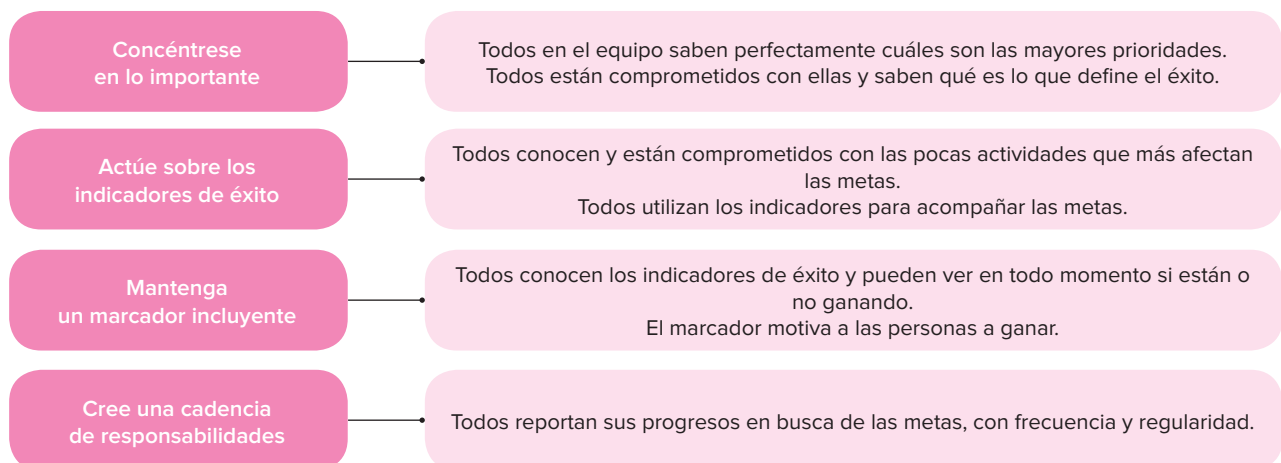 Concéntrese
en lo importante
Todos en el equipo saben perfectamente cuáles son las mayores prioridades.
Todos están comprometidos con ellas y saben qué es lo que define el éxito.
Actúe sobre los
indicadores de éxito
Todos conocen y están comprometidos con las pocas actividades que más afectan
las metas.
Todos utilizan los indicadores para acompañar las metas.
Mantenga
un marcador incluyente
Todos conocen los indicadores de éxito y pueden ver en todo momento si están o
no ganando.
El marcador motiva a las personas a ganar.
Cree una cadencia
de responsabilidades
Todos reportan sus progresos en busca de las metas, con frecuencia y regularidad.